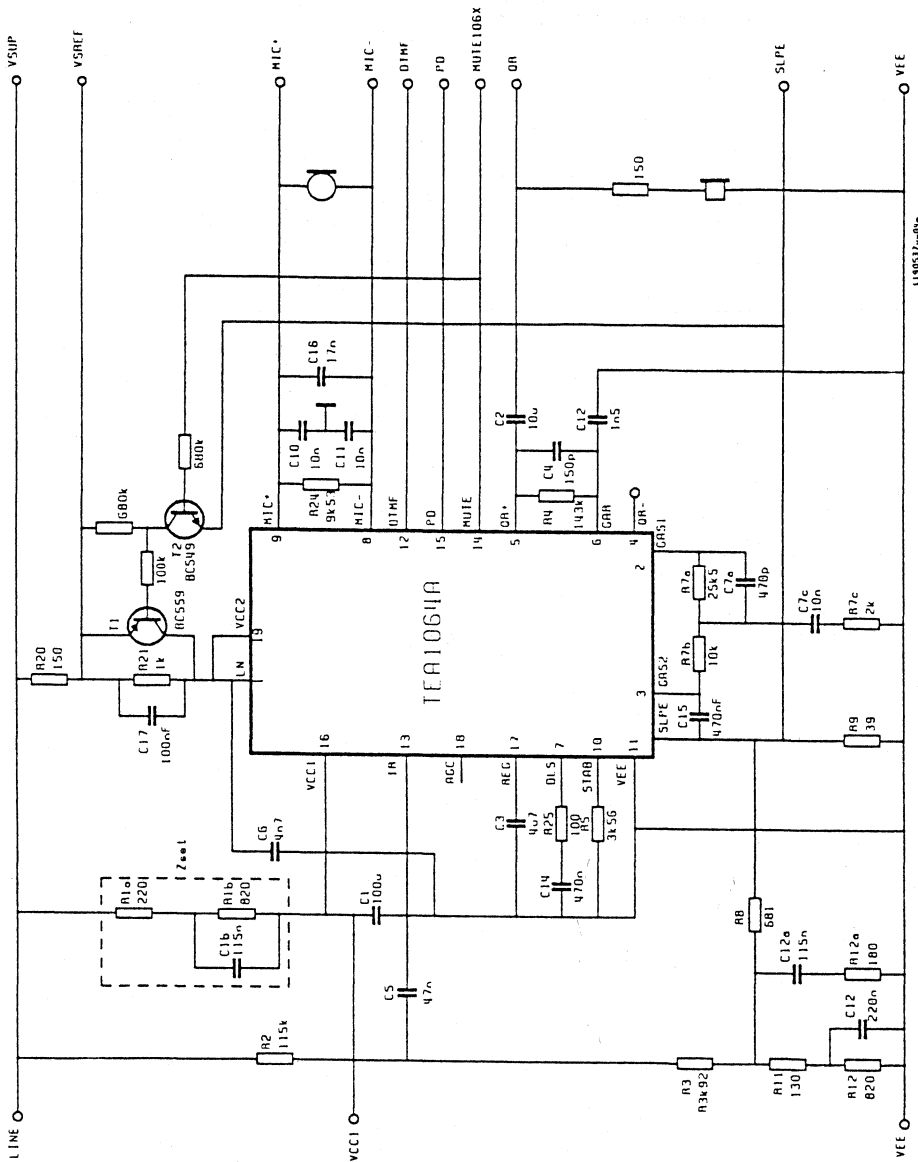 VSUP
VSREF
MIC+
MIC-
DTMF
PD
MUTE106X
QR
SLPE
VEE
150
C16
17n
C10
10n
C11
10n
R24
9k53
C2
10u
C4
150p
R4
143k
C12
1n5
680k
680k
T2
BC549
100k
T1
BC559
R20
150
R21
1k
C17
100nF
VCC2
19
LN
1
MIC+
9
MIC-
8
DTMF
12
PD
15
MUTE
14
QR+
5
GAR
6
QR-
4
GAS1
2
TEA1064A
GAS2
3
SLPE
16
VCC1
13
IR
18
AGC
17
REG
7
DLS
10
STAB
11
VEE
R7a
25k5
C7a
470p
R7b
10k
C7c
10n
R7c
2k
C15
470nF
R9
39
C6
4n7
C3
4u7
R25
100
R5
3k56
C14
470n
Zset
R1a
220
R1b
820
C1b
115n
C1
100u
C5
47n
R2
115k
R8
681
C12a
115n
R12a
180
C12
220n
R3
R3k92
R11
130
R12
820
LINE
VCC1
VEE